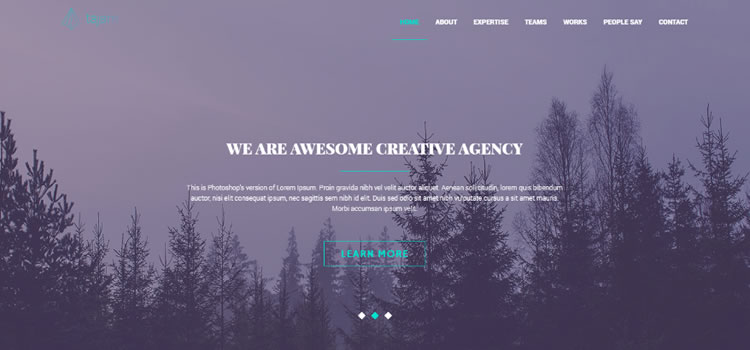 HOME ABOUT EXPERTISE TEAMS WORKS PEOPLE SAY CONTACT
WE ARE AWESOME CREATIVE AGENCY
This is Photoshop's version of Lorem Ipsum. Proin gravida nibh vel velit auctor aliquet. Aenean sollicitudin, lorem quis bibendum
auctor, nisi elit consequat ipsum, nec sagittis sem nibh id elit. Duis sed odio sit amet nibh vulputate cursus a sit amet mauris.
Morbi accumsan ipsum velit.
LEARN MORE